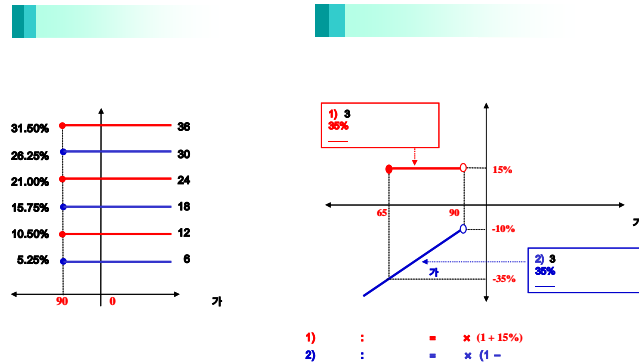 31.50% 36
26.25% 30
21.00% 24
15.75% 18
10.50% 12
5.25% 6
90 0 가
1) 3
35%
15%
65 90
가
-10%
2) 3
35%
가
-35%
1) : = × (1 + 15%)
2) : = × (1 −